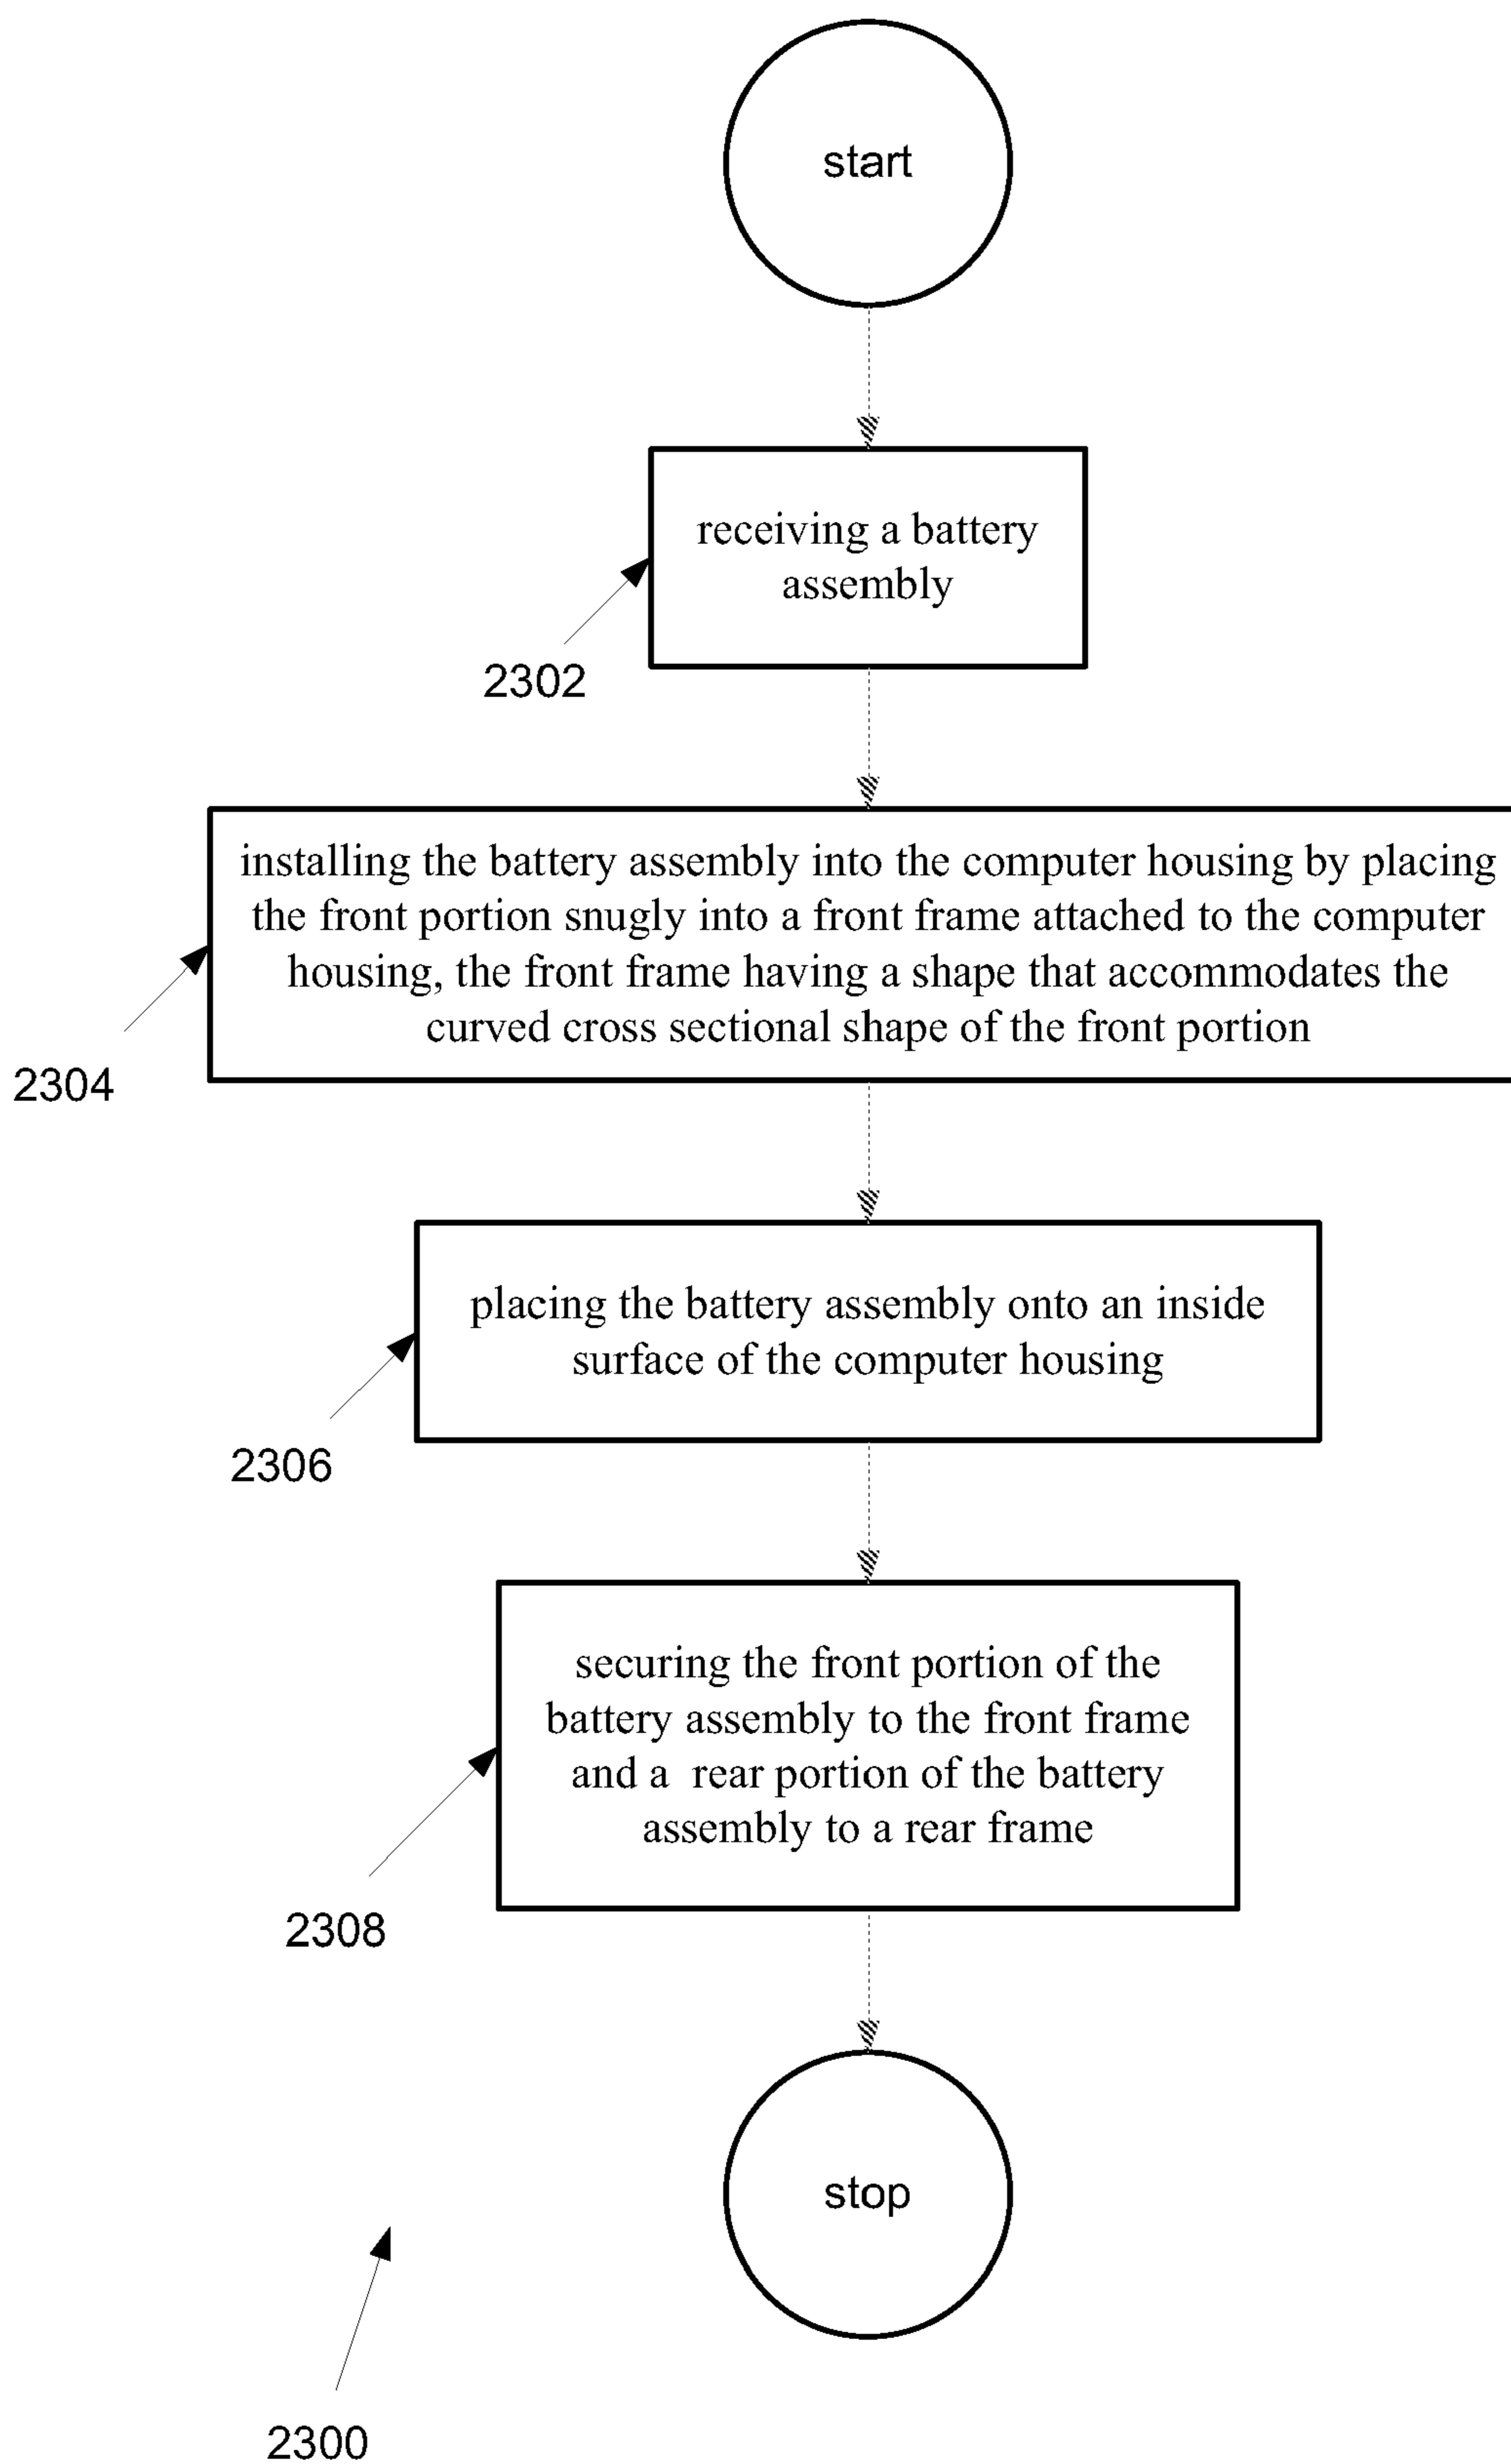 start
receiving a battery
assembly
2302
installing the battery assembly into the computer housing by placing
the front portion snugly into a front frame attached to the computer
housing, the front frame having a shape that accommodates the
curved cross sectional shape of the front portion
2304
placing the battery assembly onto an inside
surface of the computer housing
2306
securing the front portion of the
battery assembly to the front frame
and a  rear portion of the battery
assembly to a rear frame
2308
stop
2300